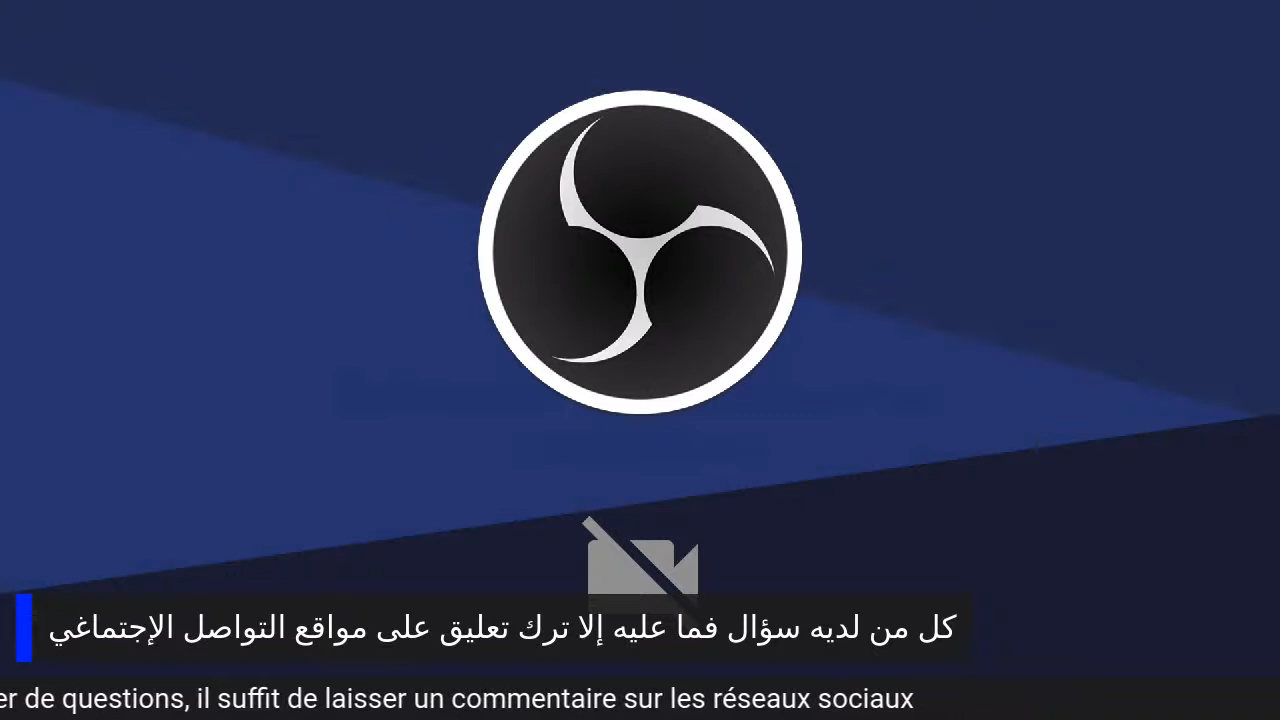 كل من لديه سؤال فما عليه إلا ترك تعليق على مواقع التواصل الإجتماغي
er de questions, il suffit de laisser un commentaire sur les réseaux sociaux